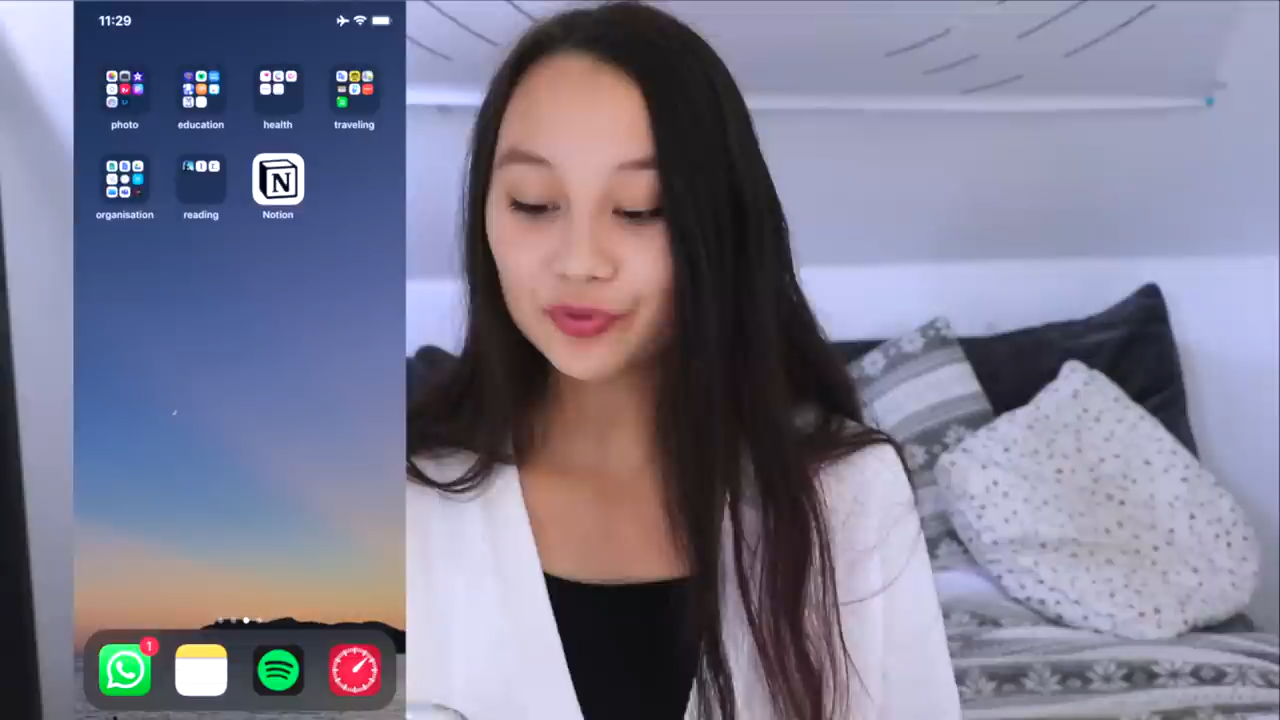 11:29
photo education health traveling
organisation reading Notion
N
1